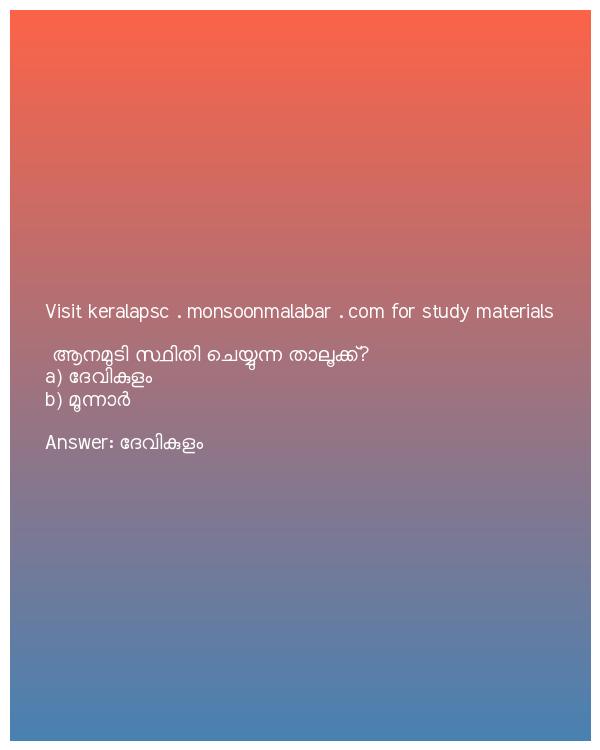 Visit keralapsc . monsoonmalabar . com for study materials
ആനമുടി സ്ഥിതി ചെയ്യുന്ന താലൂക്ക്?
a) ദേവികുളം
b) മൂന്നാർ
Answer: ദേവികുളം